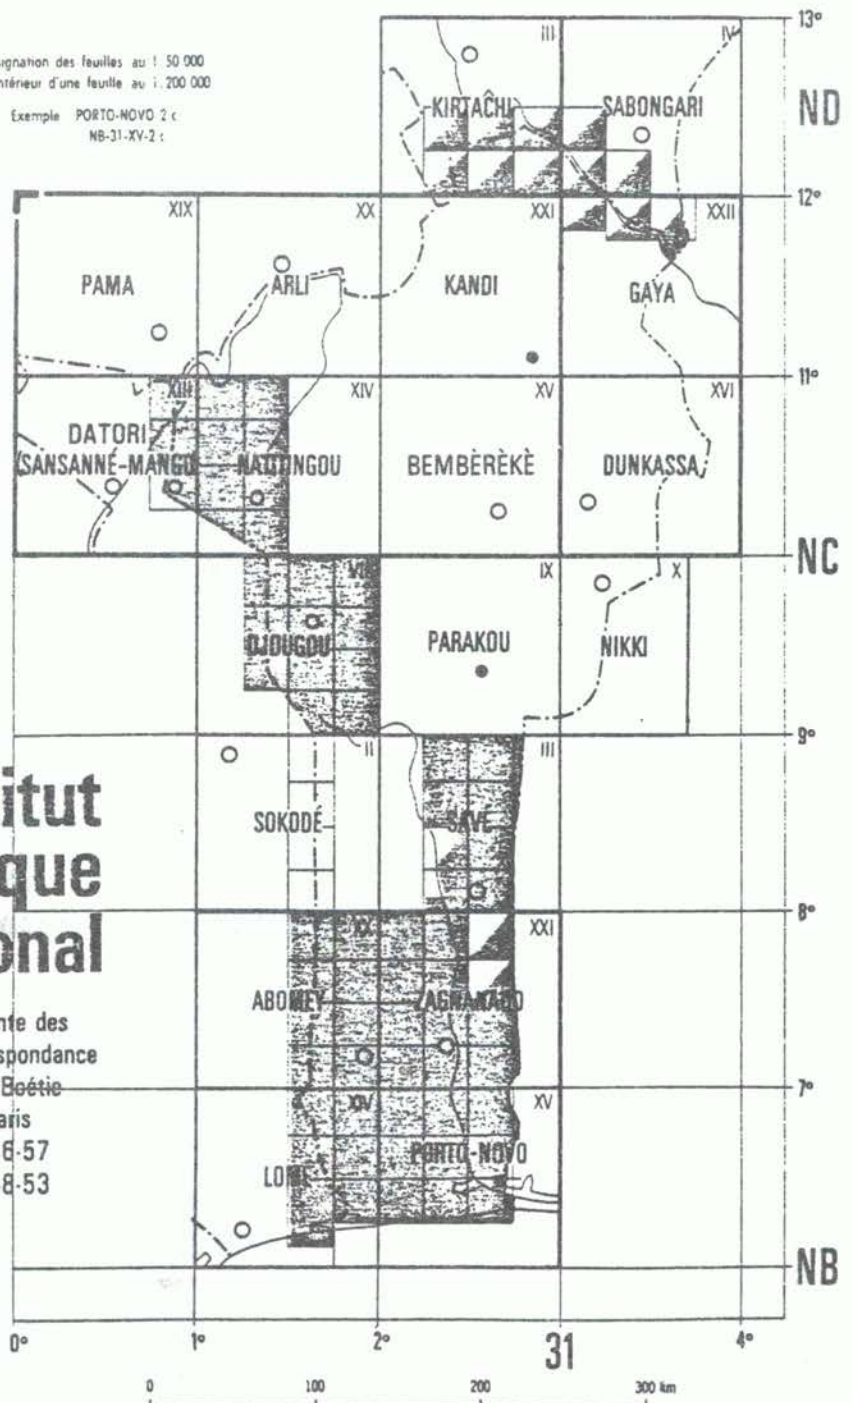 signation des feuilles au 1 50 000
ntérieur d'une feuille au 1.200 000
Exemple PORTO-NOVO 2 c
NB-31-XV-2 c
13°
III
IV
KIRTAĈHI
SABONGARI
ND
12°
XIX
XX
XXI
XXII
PAMA
ARLI
KANDI
GAYA
11°
XIII
XIV
XV
XVI
DATORI
SANSANNÉ-MANGO
NATITINGOU
BEMBÈRÈKÈ
DUNKASSA
NC
VIII
IX
X
DJOUGOU
PARAKOU
NIKKI
9°
II
III
itut
SOKODÉ
SAVÉ
que
8°
onal
XX
XXI
ABOMEY
ZAGNANADO
nte des
spondance
Boétie
7°
aris
XIV
XV
6-57
PORTO-NOVO
8-53
LOMÉ
NB
0°
1°
2°
31
4°
0
100
200
300 km